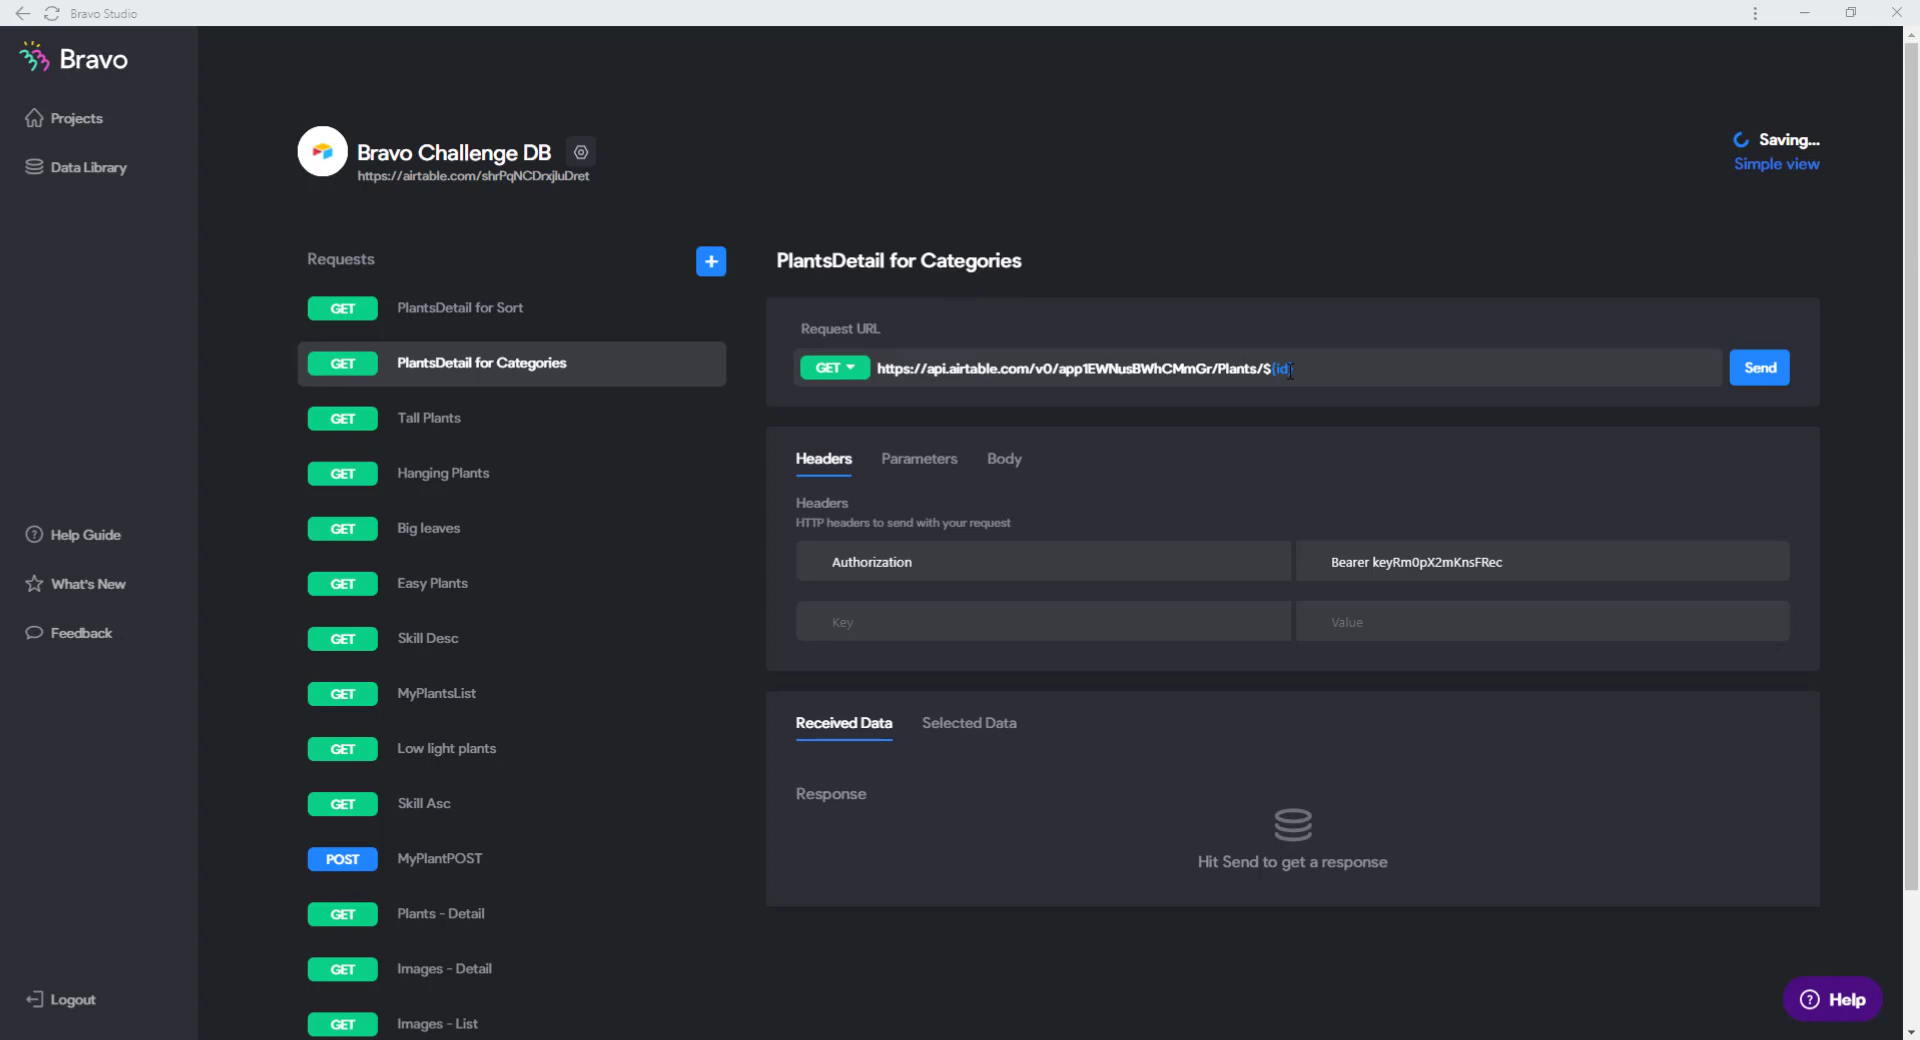 Bravo Studio
Bravo
Projects
Data Library
Help Guide
What's New
Feedback
Logout
Bravo Challenge DB
https://airtable.com/shrPqNCDrxjluDret
Saving...
Simple view
Requests
+
GET PlantsDetail for Sort
GET PlantsDetail for Categories
GET Tall Plants
GET Hanging Plants
GET Big leaves
GET Easy Plants
GET Skill Desc
GET MyPlantsList
GET Low light plants
GET Skill Asc
POST MyPlantPOST
GET Plants - Detail
GET Images - Detail
GET Images - List
PlantsDetail for Categories
Request URL
GET https://api.airtable.com/v0/app1EWNusBWhCMmGr/Plants/${id} Send
Headers Parameters Body
Headers
HTTP headers to send with your request
Authorization Bearer keyRm0pX2mKnsFRec
Key Value
Received Data Selected Data
Response
Hit Send to get a response
Help